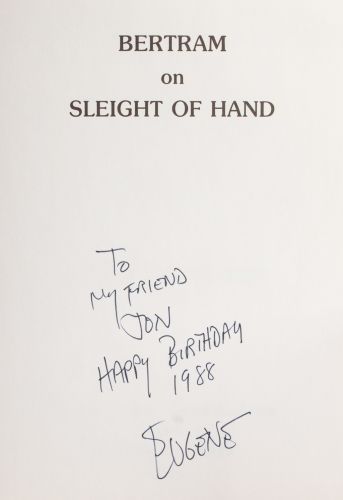 BERTRAM
on
SLEIGHT OF HAND
To
My FRIEND
JON
HAPPY BIRTHDAY
1988
EUGENE